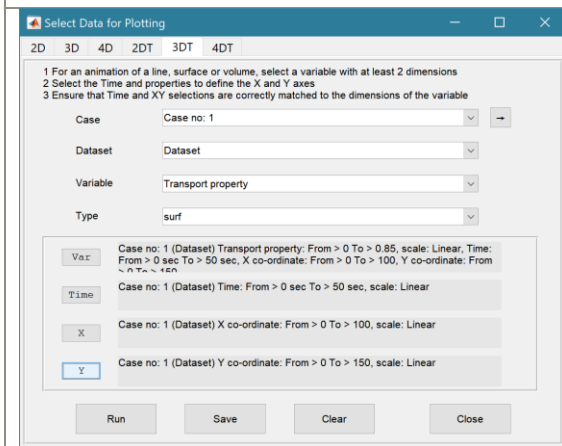 Select Data for Plotting
2D 3D 4D 2DT 3DT 4DT
1 For an animation of a line, surface or volume, select a variable with at least 2 dimensions
2 Select the Time and properties to define the X and Y axes
3 Ensure that Time and XY selections are correctly matched to the dimensions of the variable
Case Case no: 1 →
Dataset Dataset
Variable Transport property
Type surf
Var Case no: 1 (Dataset) Transport property: From > 0 To > 0.85, scale: Linear, Time:
From > 0 sec To > 50 sec, X co-ordinate: From > 0 To > 100, Y co-ordinate: From
> 0 To > 150
Time Case no: 1 (Dataset) Time: From > 0 sec To > 50 sec, scale: Linear
X Case no: 1 (Dataset) X co-ordinate: From > 0 To > 100, scale: Linear
Y Case no: 1 (Dataset) Y co-ordinate: From > 0 To > 150, scale: Linear
Run Save Clear Close